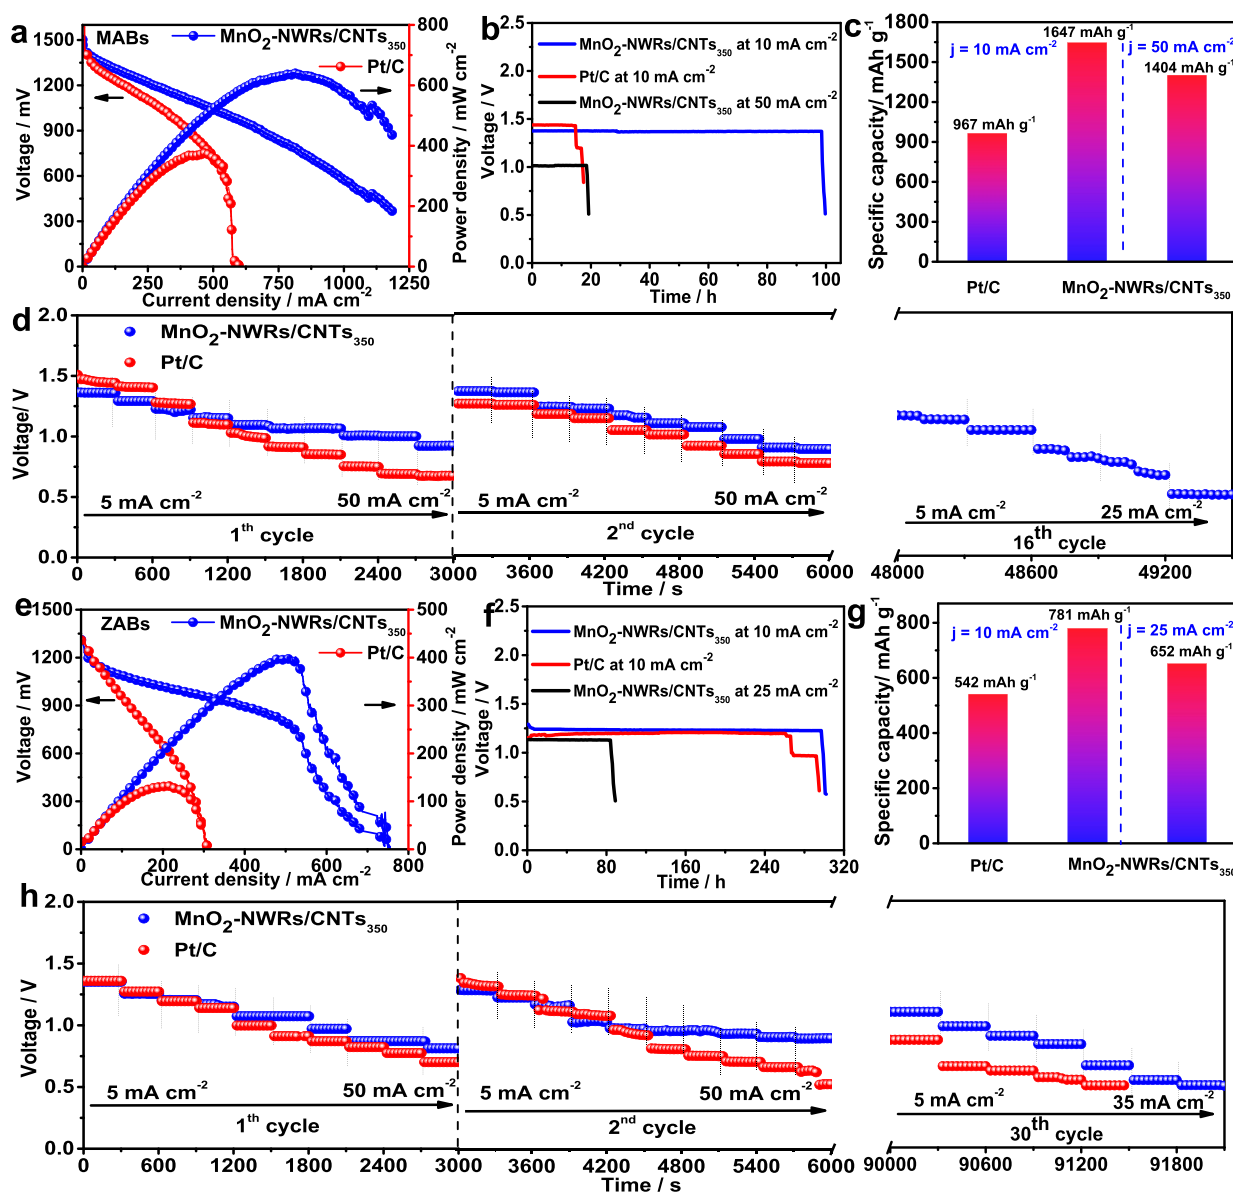 a
MABs
MnO2-NWRs/CNTs350
Pt/C
Voltage / mV
1500
1200
900
600
300
0
Power density / mW cm-2
800
600
400
200
0
0 250 500 750 1000 1250
Current density / mA cm-2
b
MnO2-NWRs/CNTs350 at 10 mA cm-2
Pt/C at 10 mA cm-2
MnO2-NWRs/CNTs350 at 50 mA cm-2
Voltage / V
2.5
2.0
1.5
1.0
0.5
0.0
0 20 40 60 80 100
Time / h
c
Specific capacity/ mAh g-1
1800
1500
1200
900
600
300
0
1647 mAh g-1
j = 10 mA cm-2
j = 50 mA cm-2
1404 mAh g-1
967 mAh g-1
Pt/C MnO2-NWRs/CNTs350
d
MnO2-NWRs/CNTs350
Pt/C
Voltage/ V
2.0
1.5
1.0
0.5
0.0
5 mA cm-2 50 mA cm-2
1th cycle
5 mA cm-2 50 mA cm-2
2nd cycle
5 mA cm-2 25 mA cm-2
16th cycle
0 600 1200 1800 2400 3000 3600 4200 4800 5400 6000 48000 48600 49200
Time / s
e
ZABs
MnO2-NWRs/CNTs350
Pt/C
Voltage / mV
1500
1200
900
600
300
0
Power density / mW cm-2
500
400
300
200
100
0
0 200 400 600 800
Current density / mA cm-2
f
MnO2-NWRs/CNTs350 at 10 mA cm-2
Pt/C at 10 mA cm-2
MnO2-NWRs/CNTs350 at 25 mA cm-2
Voltage / V
2.5
2.0
1.5
1.0
0.5
0.0
0 80 160 240 304
Time / h
g
Specific capacity/ mAh g-1
800
600
400
200
0
781 mAh g-1
j = 10 mA cm-2
j = 25 mA cm-2
652 mAh g-1
542 mAh g-1
Pt/C MnO2-NWRs/CNTs350
h
MnO2-NWRs/CNTs350
Pt/C
Voltage / V
2.0
1.5
1.0
0.5
0.0
5 mA cm-2 50 mA cm-2
1th cycle
5 mA cm-2 50 mA cm-2
2nd cycle
5 mA cm-2 35 mA cm-2
30th cycle
0 600 1200 1800 2400 3000 3600 4200 4800 5400 6000 90000 90600 91200 91800
Time / s